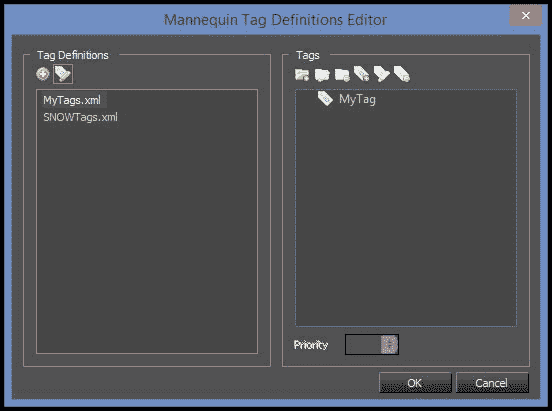 Mannequin Tag Definitions Editor
Tag Definitions
Tags
MyTags.xml
SNOWTags.xml
MyTag
Priority
OK
Cancel